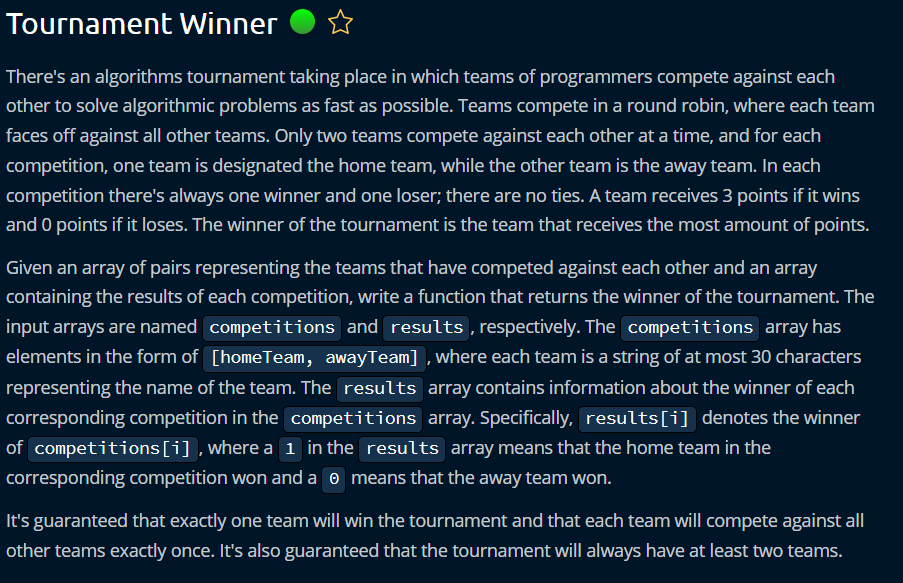 Tournament Winner
There's an algorithms tournament taking place in which teams of programmers compete against each
other to solve algorithmic problems as fast as possible. Teams compete in a round robin, where each team
faces off against all other teams. Only two teams compete against each other at a time, and for each
competition, one team is designated the home team, while the other team is the away team. In each
competition there's always one winner and one loser; there are no ties. A team receives 3 points if it wins
and 0 points if it loses. The winner of the tournament is the team that receives the most amount of points.
Given an array of pairs representing the teams that have competed against each other and an array
containing the results of each competition, write a function that returns the winner of the tournament. The
input arrays are named competitions and results, respectively. The competitions array has
elements in the form of [homeTeam, awayTeam], where each team is a string of at most 30 characters
representing the name of the team. The results array contains information about the winner of each
corresponding competition in the competitions array. Specifically, results[i] denotes the winner
of competitions[i], where a 1 in the results array means that the home team in the
corresponding competition won and a 0 means that the away team won.
It's guaranteed that exactly one team will win the tournament and that each team will compete against all
other teams exactly once. It's also guaranteed that the tournament will always have at least two teams.